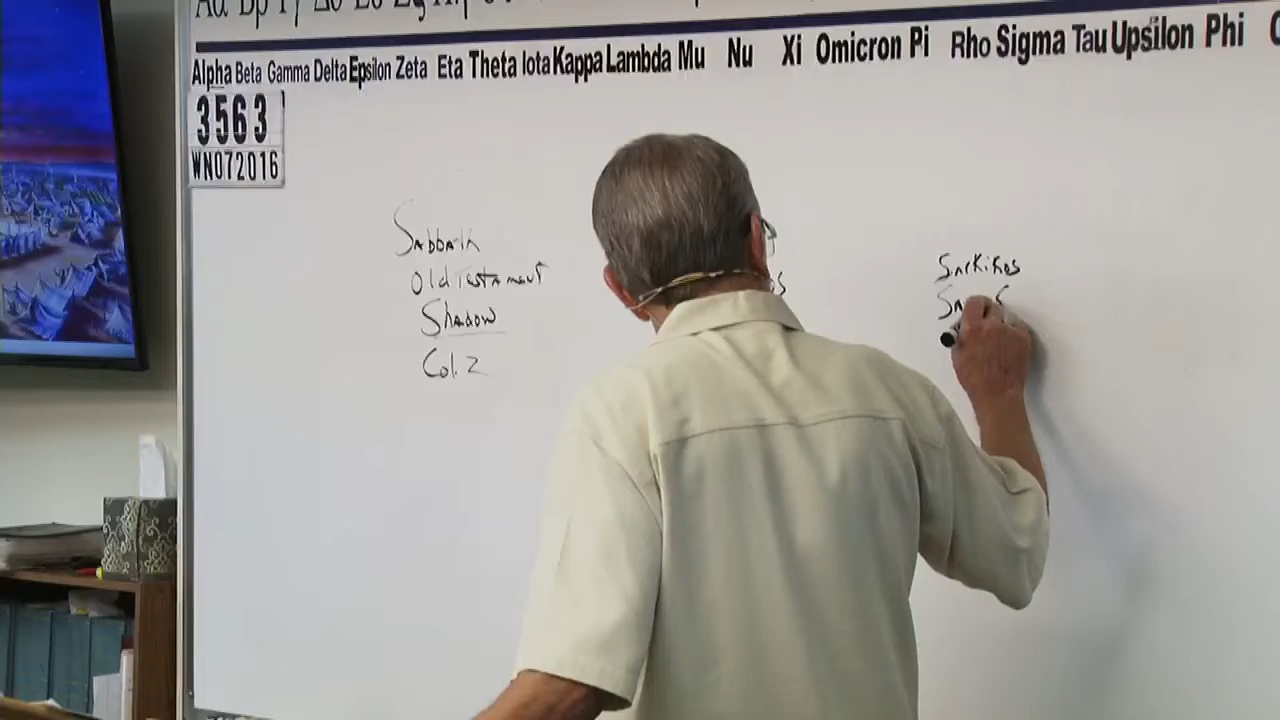 Alpha Beta Gamma Delta Epsilon Zeta Eta Theta Iota Kappa Lambda Mu Nu Xi Omicron Pi Rho Sigma Tau Upsilon Phi
3563
WN072016
Sabbath
Old Testament
Shadow
Col. 2
Sarkikos